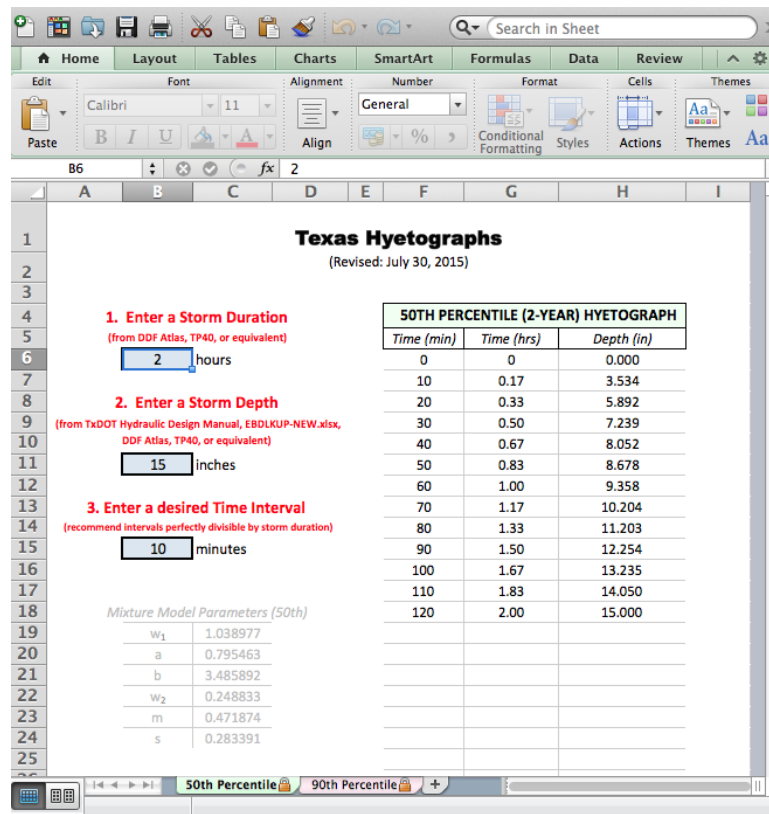 Search in Sheet
Home Layout Tables Charts SmartArt Formulas Data Review
Edit Font Alignment Number Format Cells Themes
Calibri 11 General
Paste B I U A Align % Conditional Formatting Styles Actions Aa Themes Aa
B6 fx 2
A B C D E F G H I
1 Texas Hyetographs
2 (Revised: July 30, 2015)
3
4 1. Enter a Storm Duration 50TH PERCENTILE (2-YEAR) HYETOGRAPH
5 (from DDF Atlas, TP40, or equivalent) Time (min) Time (hrs) Depth (in)
6 2 hours 0 0 0.000
7 10 0.17 3.534
8 2. Enter a Storm Depth 20 0.33 5.892
9 (from TxDOT Hydraulic Design Manual, EBDLKUP-NEW.xlsx, 30 0.50 7.239
10 DDF Atlas, TP40, or equivalent) 40 0.67 8.052
11 15 inches 50 0.83 8.678
12 60 1.00 9.358
13 3. Enter a desired Time Interval 70 1.17 10.204
14 (recommend intervals perfectly divisible by storm duration) 80 1.33 11.203
15 10 minutes 90 1.50 12.254
16 100 1.67 13.235
17 110 1.83 14.050
18 Mixture Model Parameters (50th) 120 2.00 15.000
19 w1 1.038977
20 a 0.795463
21 b 3.485892
22 w2 0.248833
23 m 0.471874
24 s 0.283391
25
50th Percentile 90th Percentile +